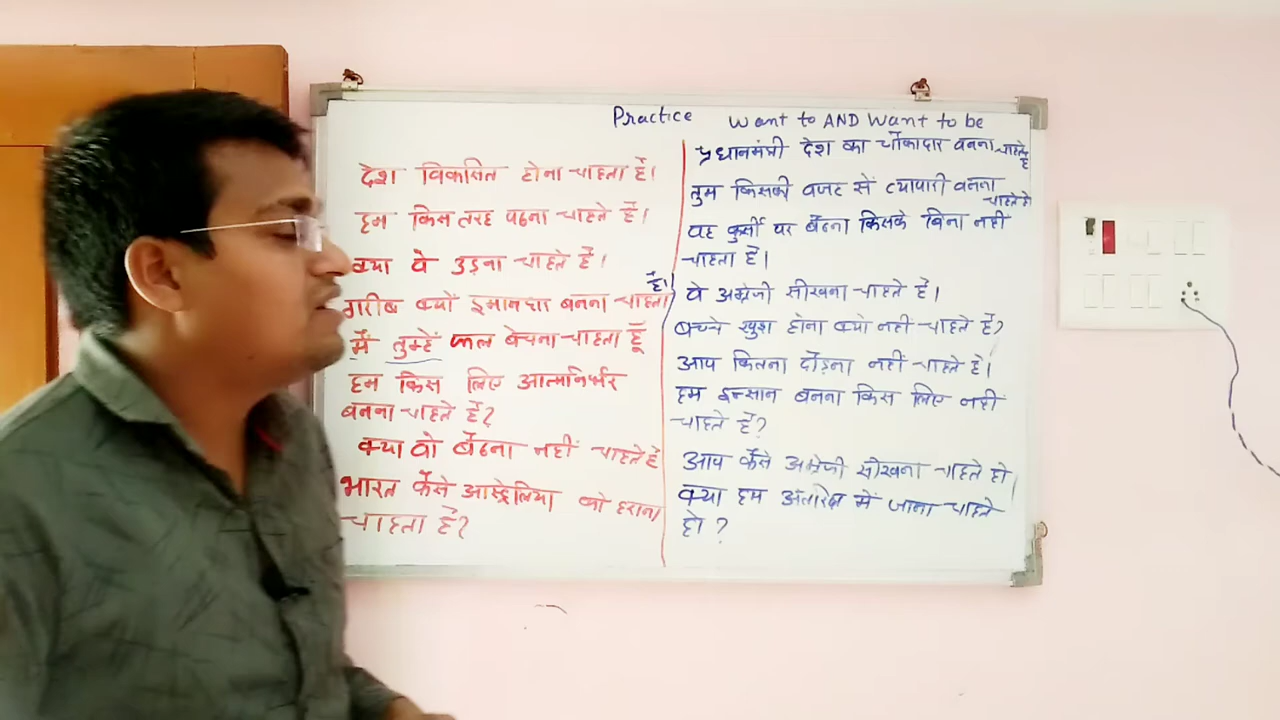 Practice Want to AND Want to be
देश विकसित होना चाहता है।
हम किस तरह पढना चाहते हैं।
क्या वे उड़ना चाहते हैं।
गरीब क्यों इमानदार बनना चाहता है।
मैं तुम्हें फल बेचना चाहता हूँ
हम किस लिए आत्मनिर्भर
बनना चाहते हैं?
क्या वो बैठना नहीं चाहते है
भारत कैसे आस्ट्रेलिया को हराना
चाहता है?
प्रधानमंत्री देश का चौकादार बनना चाहते है
तुम किसकी वजह से व्यापारी बनना चाहते हो
वह कुर्सी पर बैठना किसके बिना नहीं
चाहता है।
वे अंग्रेजी सीखना चाहते है।
बच्चे खुश होना क्यो नहीं चाहते है?
आप कितना दौड़ना नहीं चाहते है।
हम इन्सान बनना किस लिए नहीं
चाहते हैं?
आप कैसे अंग्रेजी सीखना चाहते हो।
क्या हम अंतरिक्ष में जाना चाहते
हो ?